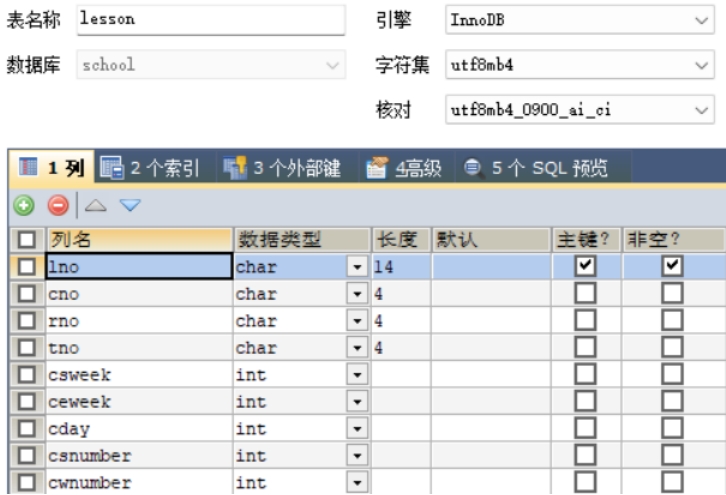 表名称 lesson 引擎 InnoDB
数据库 school 字符集 utf8mb4
核对 utf8mb4_0900_ai_ci
1 列 2 个索引 3 个外部键 4高级 5 个 SQL 预览
列名 数据类型 长度 默认 主键? 非空?
lno char 14
cno char 4
rno char 4
tno char 4
csweek int
ceweek int
cday int
csnumber int
cwnumber int